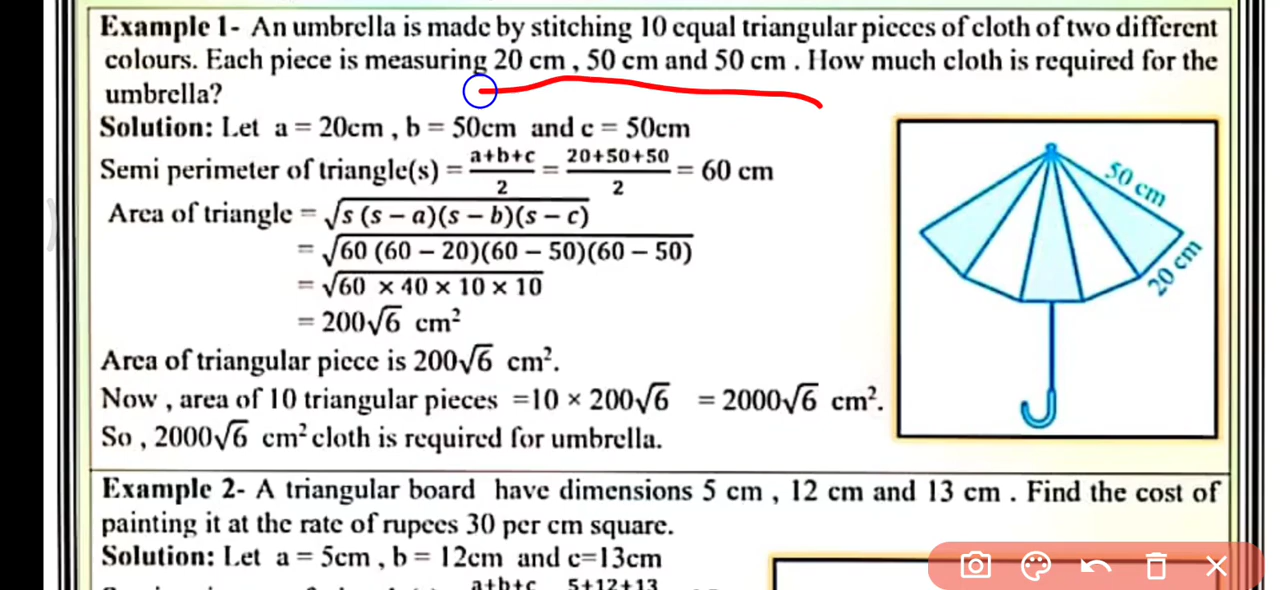 Example 1- An umbrella is made by stitching 10 equal triangular pieces of cloth of two different
colours. Each piece is measuring 20 cm , 50 cm and 50 cm . How much cloth is required for the
umbrella?
Solution: Let a = 20cm , b = 50cm and c = 50cm
Semi perimeter of triangle(s) = a+b+c/2 = 20+50+50/2 = 60 cm
Area of triangle = √s (s − a)(s − b)(s − c)
= √60 (60 − 20)(60 − 50)(60 − 50)
= √60 × 40 × 10 × 10
= 200√6 cm²
Area of triangular piece is 200√6 cm².
Now , area of 10 triangular pieces =10 × 200√6 = 2000√6 cm².
So , 2000√6 cm² cloth is required for umbrella.
50 cm
20 cm
Example 2- A triangular board have dimensions 5 cm , 12 cm and 13 cm . Find the cost of
painting it at the rate of rupees 30 per cm square.
Solution: Let a = 5cm , b = 12cm and c=13cm
a+b+c 5+12+13